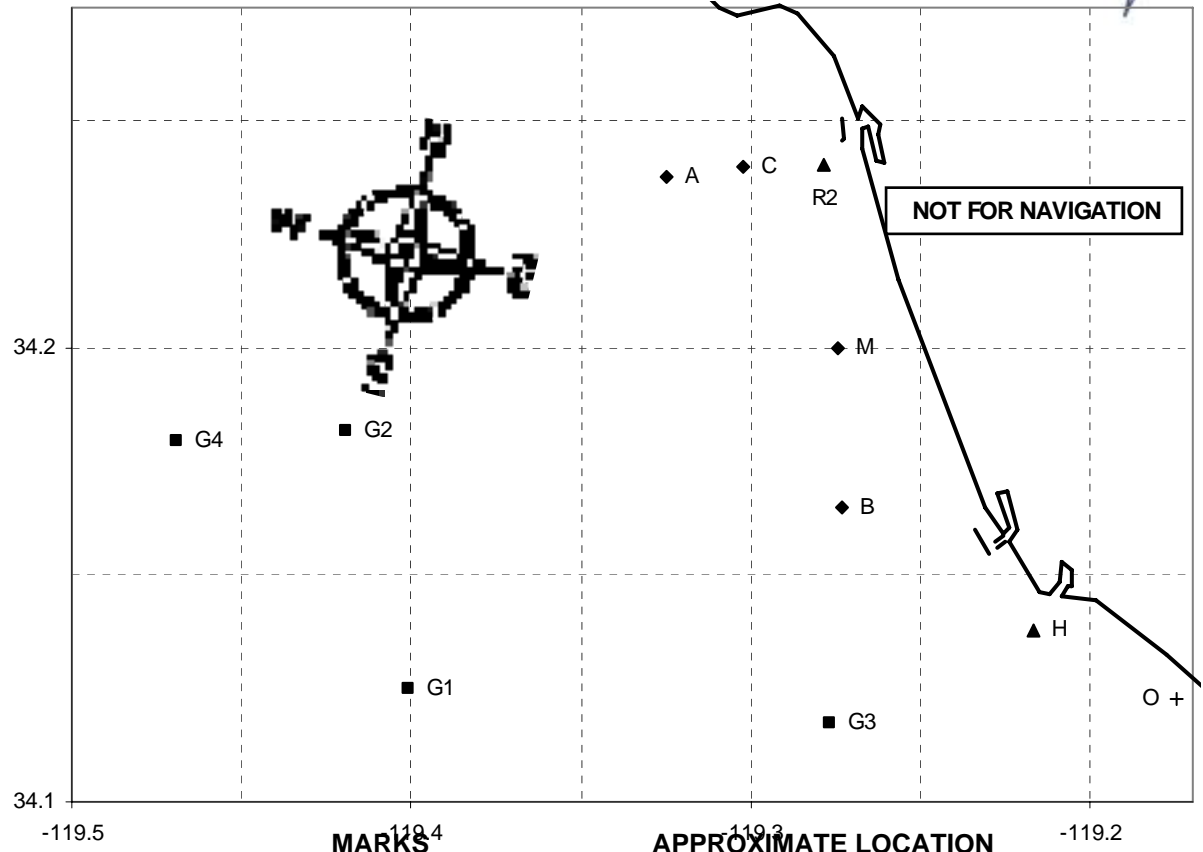 A
C
R2
NOT FOR NAVIGATION
34.2
M
G2
G4
B
H
G1
O
G3
34.1
-119.5
-119.4
-119.3
-119.2
MARKS
APPROXIMATE LOCATION